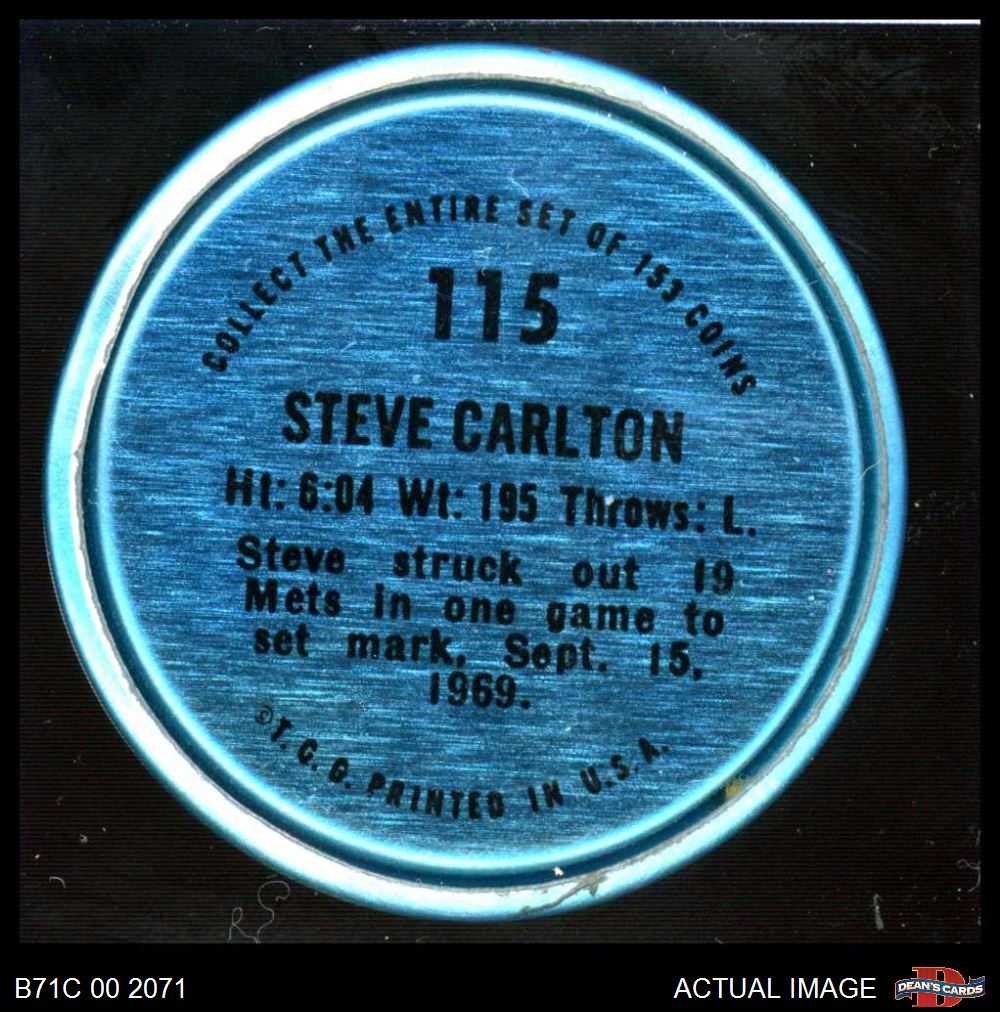 COLLECT THE ENTIRE SET OF 153 COINS
115
STEVE CARLTON
Ht: 6:04 Wt: 195 Throws: L.
Steve struck out 19
Mets in one game to
set mark, Sept. 15,
1969.
©T. C. G. PRINTED IN U.S.A.
B71C 00 2071
ACTUAL IMAGE
DEAN'S CARDS